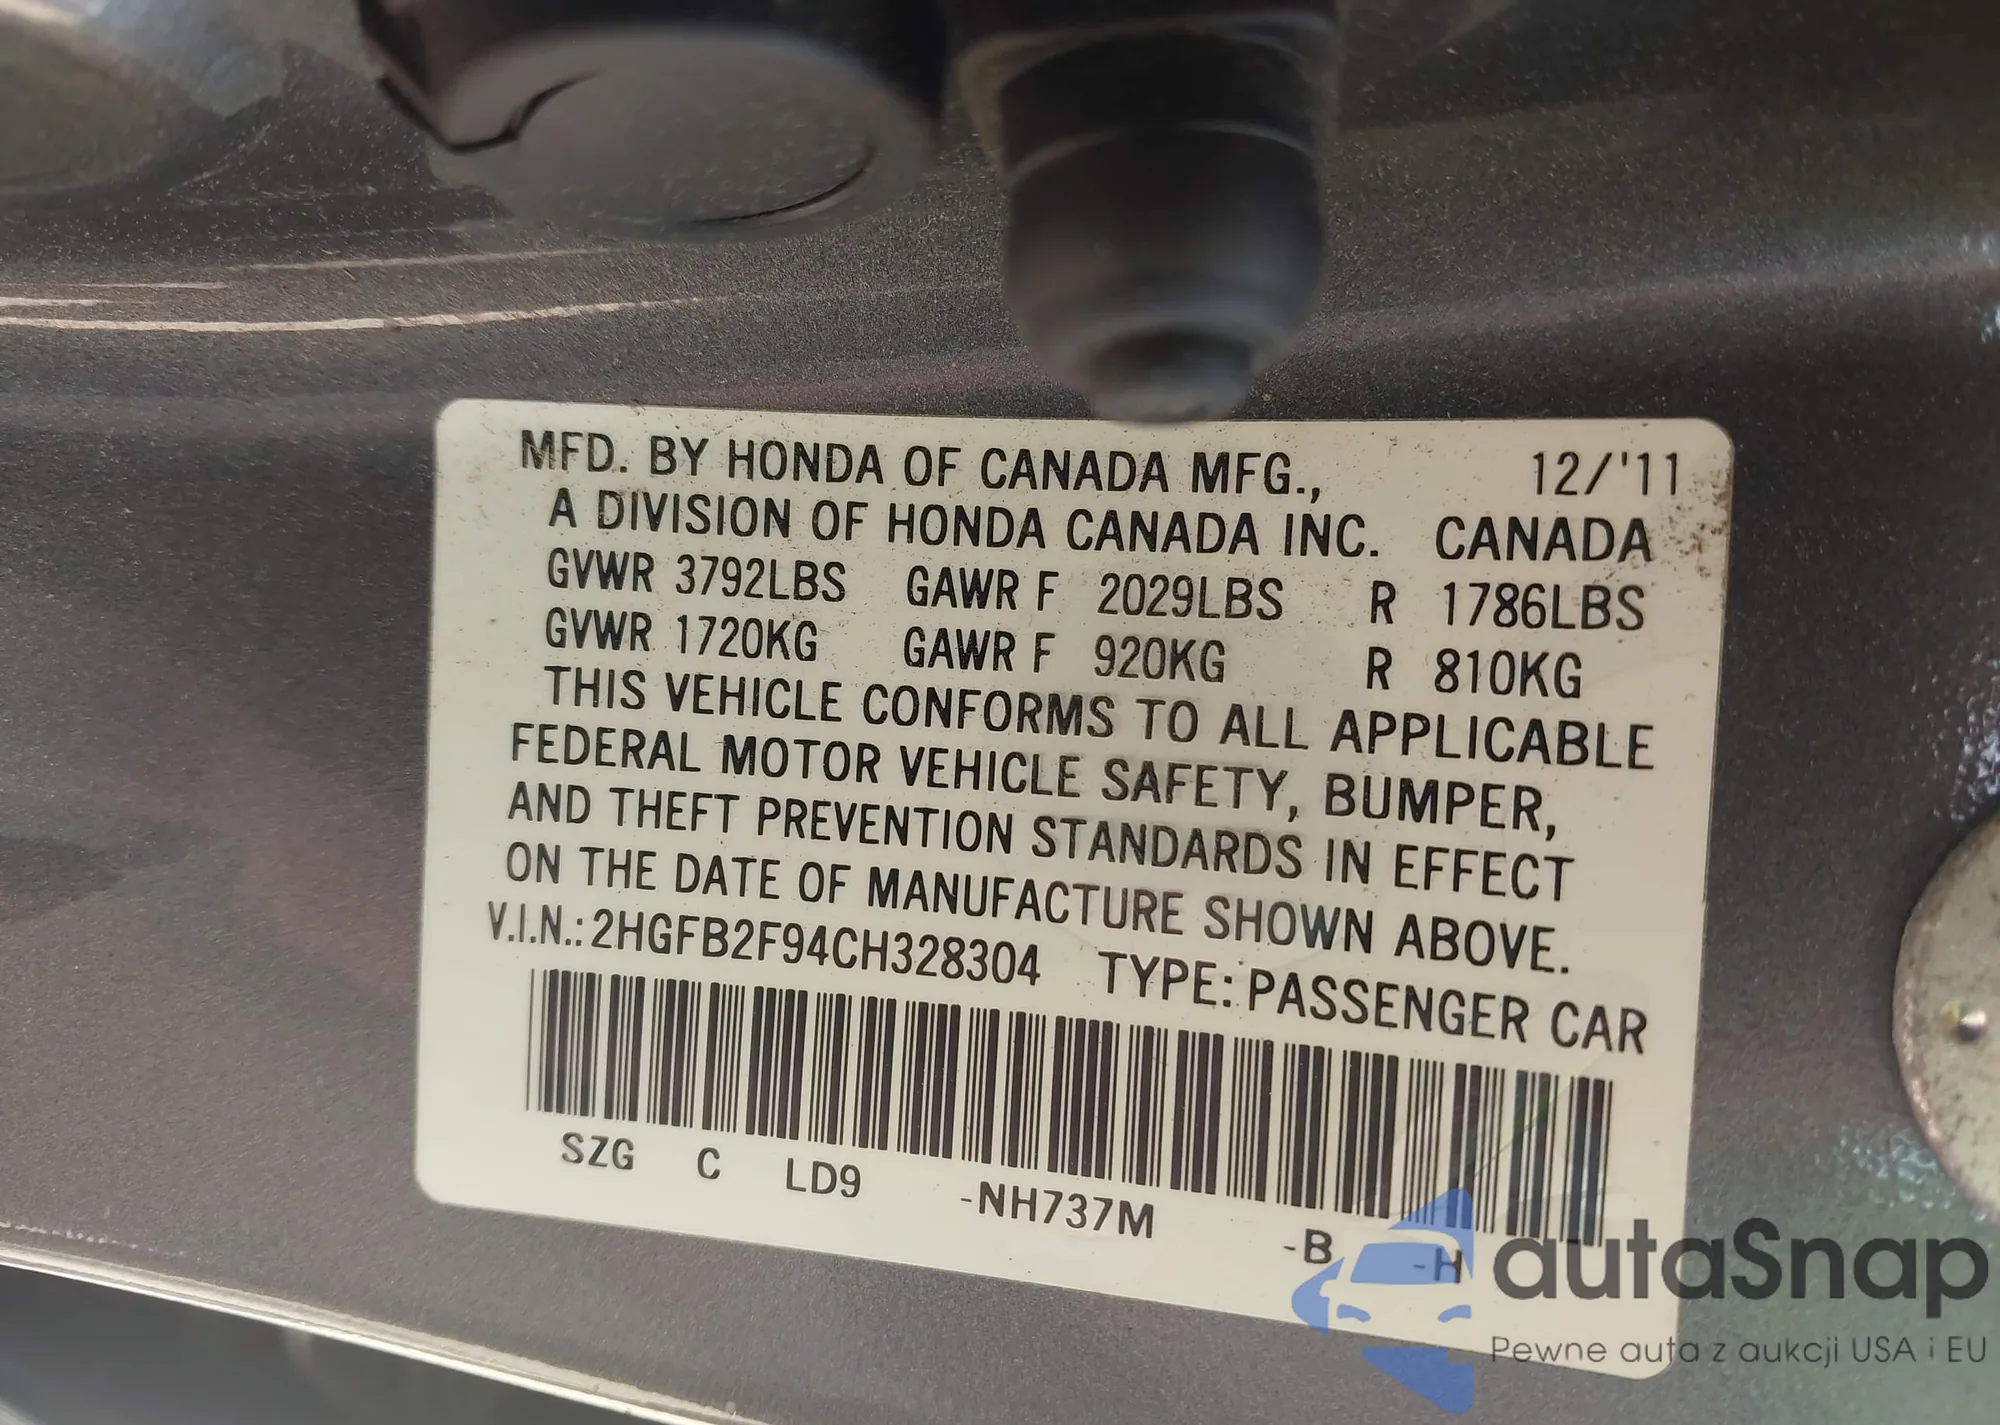 MFD. BY HONDA OF CANADA MFG., 12/'11
A DIVISION OF HONDA CANADA INC. CANADA
GVWR 3792LBS GAWR F 2029LBS R 1786LBS
GVWR 1720KG GAWR F 920KG R 810KG
THIS VEHICLE CONFORMS TO ALL APPLICABLE
FEDERAL MOTOR VEHICLE SAFETY, BUMPER,
AND THEFT PREVENTION STANDARDS IN EFFECT
ON THE DATE OF MANUFACTURE SHOWN ABOVE.
V.I.N.: 2HGFB2F94CH328304 TYPE: PASSENGER CAR
SZG C LD9 -NH737M -B -H
autaSnap
Pewne auta z aukcji USA i EU